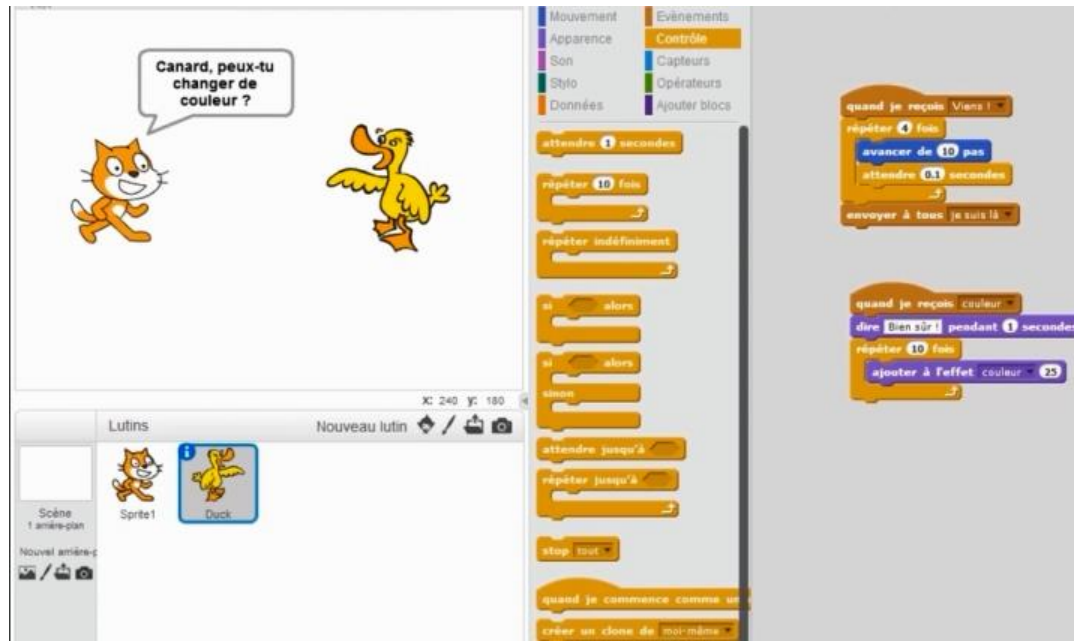 Canard, peux-tu
changer de
couleur ?
X: 240 y: 180
Lutins
Nouveau lutin
Scène
1 arrière-plan
Nouvel arrière-p
Sprite1
Duck
Mouvement
Evènements
Apparence
Contrôle
Son
Capteurs
Stylo
Opérateurs
Données
Ajouter blocs
attendre 1 secondes
répéter 10 fois
répéter indéfiniment
si alors
si alors
sinon
attendre jusqu'à
répéter jusqu'à
stop tout
quand je commence comme un
créer un clone de moi-même
quand je reçois Viens !
répéter 4 fois
avancer de 10 pas
attendre 0.1 secondes
envoyer à tous je suis là
quand je reçois couleur
dire Bien sûr ! pendant 1 secondes
répéter 10 fois
ajouter à l'effet couleur 25